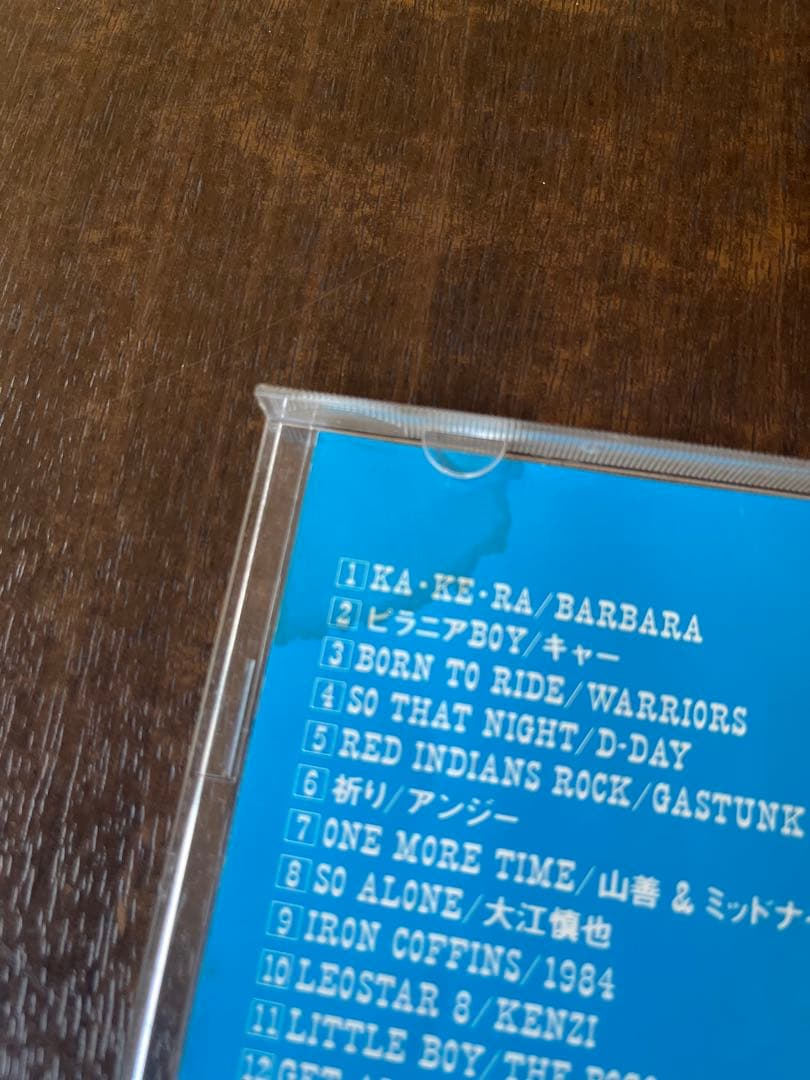 1 KA·KE·RA/BARBARA
2 ピラニアBOY/キャー
3 BORN TO RIDE/WARRIORS
4 SO THAT NIGHT/D-DAY
5 RED INDIANS ROCK/GASTUNK
6 祈り/アンジー
7 ONE MORE TIME/山善 & ミッドナ
8 SO ALONE/大江慎也
9 IRON COFFINS/1984
10 LEOSTAR 8/KENZI
11 LITTLE BOY/THE
12 GET